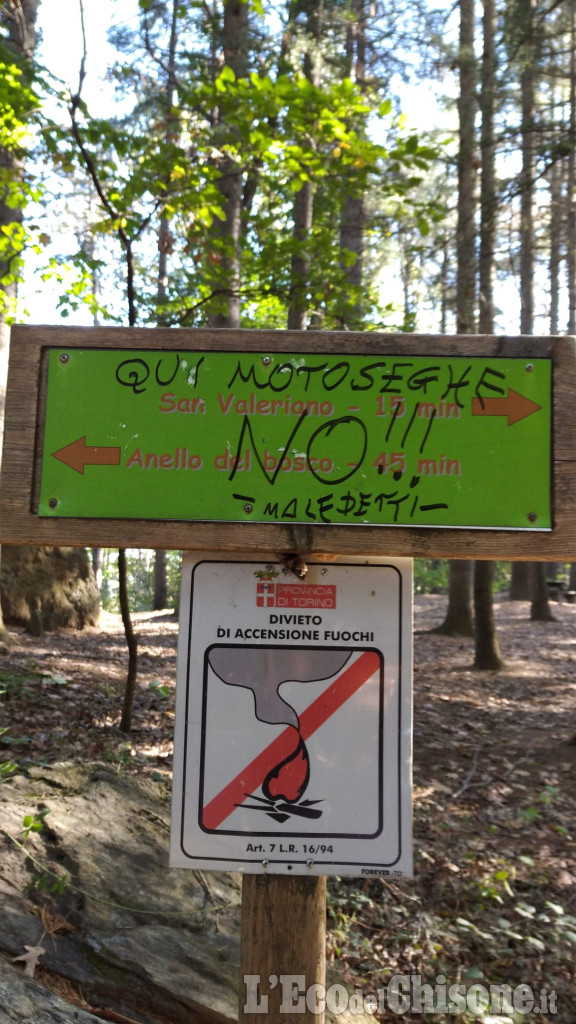 QUI MOTOSEGHE
San Valeriano - 15 min
NO!!!
Anello del bosco - 45 min
- MALEDETTI -
PROVINCIA
DI TORINO
DIVIETO
DI ACCENSIONE FUOCHI
Art. 7 L.R. 16/94
FOREVER -TO
L'Eco del Chisone.it